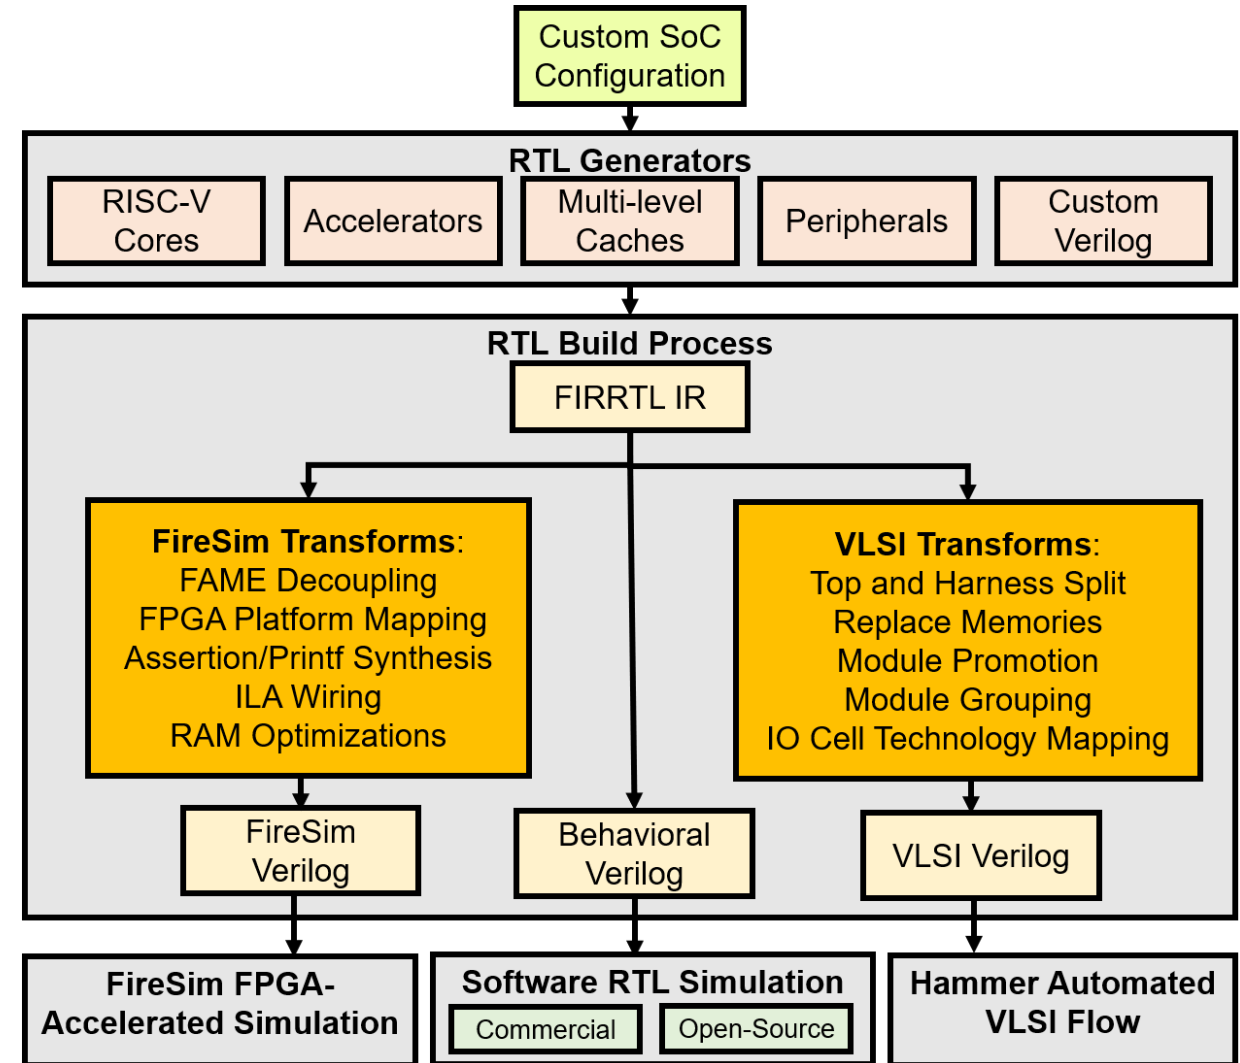 Custom SoC
Configuration
RTL Generators
RISC-V
Cores
Accelerators
Multi-level
Caches
Peripherals
Custom
Verilog
RTL Build Process
FIRRTL IR
FireSim Transforms:
FAME Decoupling
FPGA Platform Mapping
Assertion/Printf Synthesis
ILA Wiring
RAM Optimizations
VLSI Transforms:
Top and Harness Split
Replace Memories
Module Promotion
Module Grouping
IO Cell Technology Mapping
FireSim
Verilog
Behavioral
Verilog
VLSI Verilog
FireSim FPGA-
Accelerated Simulation
Software RTL Simulation
Commercial
Open-Source
Hammer Automated
VLSI Flow